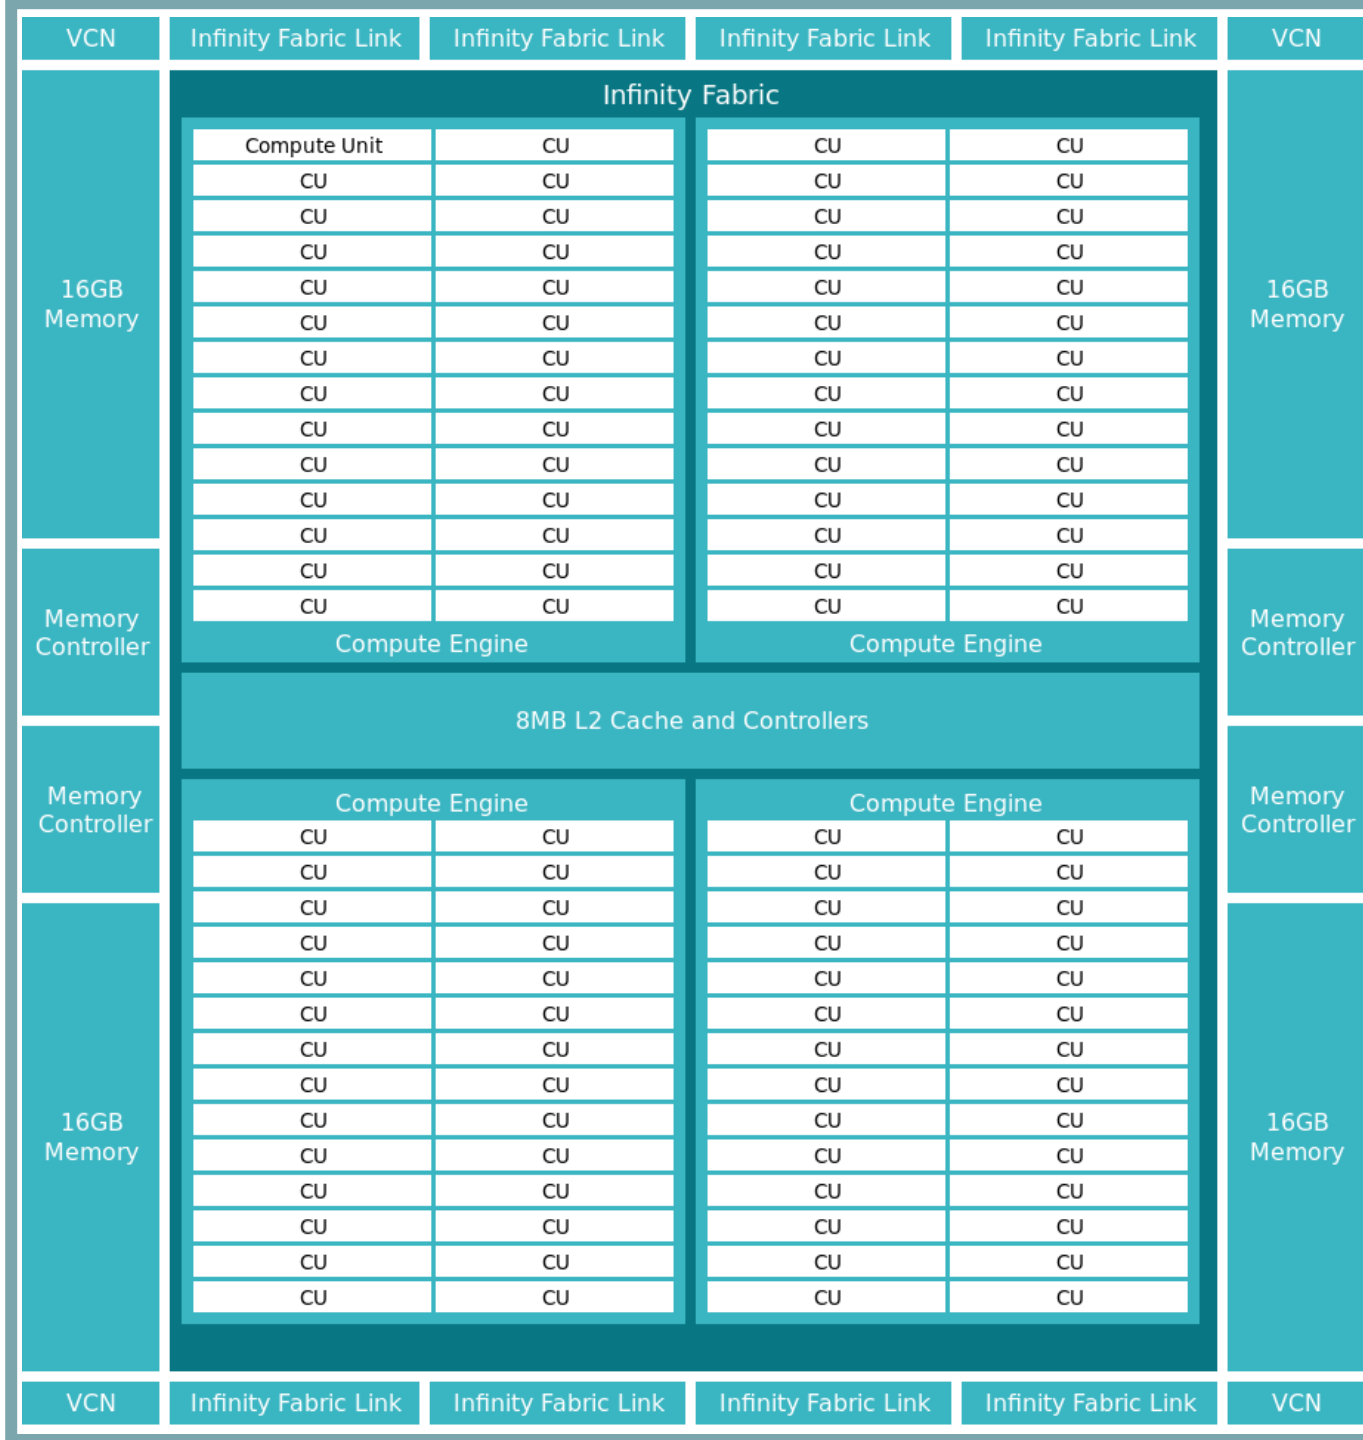 VCN Infinity Fabric Link Infinity Fabric Link Infinity Fabric Link Infinity Fabric Link VCN
Infinity Fabric
Compute Unit CU CU CU
CU CU CU CU
CU CU CU CU
CU CU CU CU
CU CU CU CU
CU CU CU CU
CU CU CU CU
CU CU CU CU
CU CU CU CU
CU CU CU CU
CU CU CU CU
CU CU CU CU
CU CU CU CU
CU CU CU CU
Compute Engine Compute Engine
16GB
Memory
16GB
Memory
Memory
Controller
Memory
Controller
8MB L2 Cache and Controllers
Memory
Controller
Memory
Controller
Compute Engine Compute Engine
CU CU CU CU
CU CU CU CU
CU CU CU CU
CU CU CU CU
CU CU CU CU
CU CU CU CU
CU CU CU CU
CU CU CU CU
CU CU CU CU
CU CU CU CU
CU CU CU CU
CU CU CU CU
CU CU CU CU
CU CU CU CU
16GB
Memory
16GB
Memory
VCN Infinity Fabric Link Infinity Fabric Link Infinity Fabric Link Infinity Fabric Link VCN